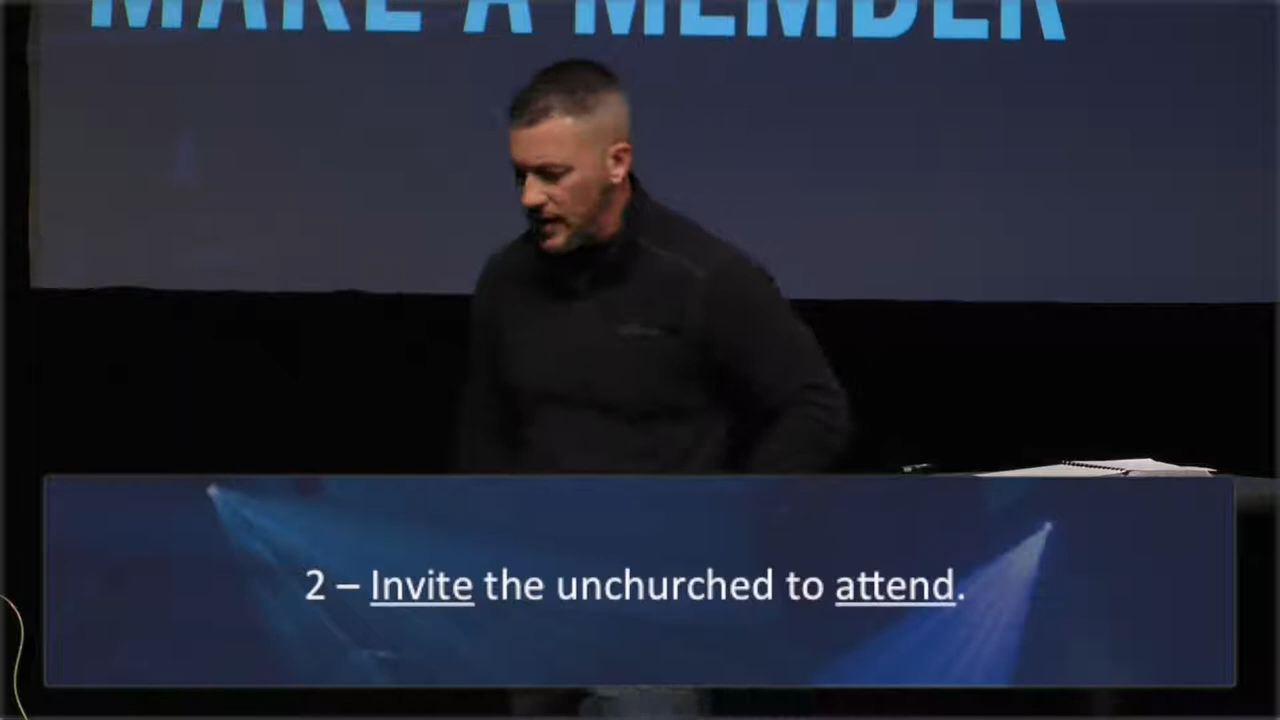 MAKE A MEMBER
2 – Invite the unchurched to attend.